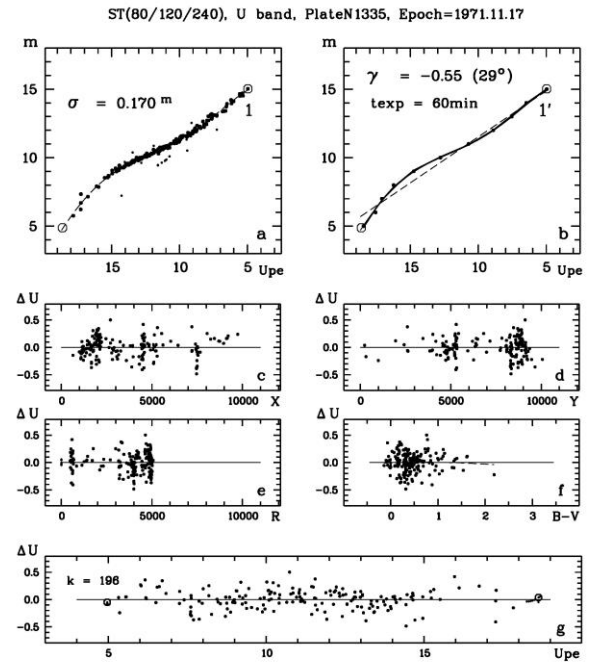 ST(80/120/240), U band, PlateN1335, Epoch=1971.11.17
m m
15 15
10 10
5 5
σ = 0.170 m
1
a
γ = −0.55 (29°)
texp = 60min
1'
b
15 10 5 Upe
15 10 5 Upe
ΔU ΔU
0.5 0.5
0.0 0.0
−0.5 −0.5
c d
0 5000 10000 X
0 5000 10000 Y
ΔU ΔU
0.5 0.5
0.0 0.0
−0.5 −0.5
e f
0 5000 10000 R
0 1 2 3 B−V
ΔU
0.5
k = 196
0.0
−0.5
g
5 10 15 Upe